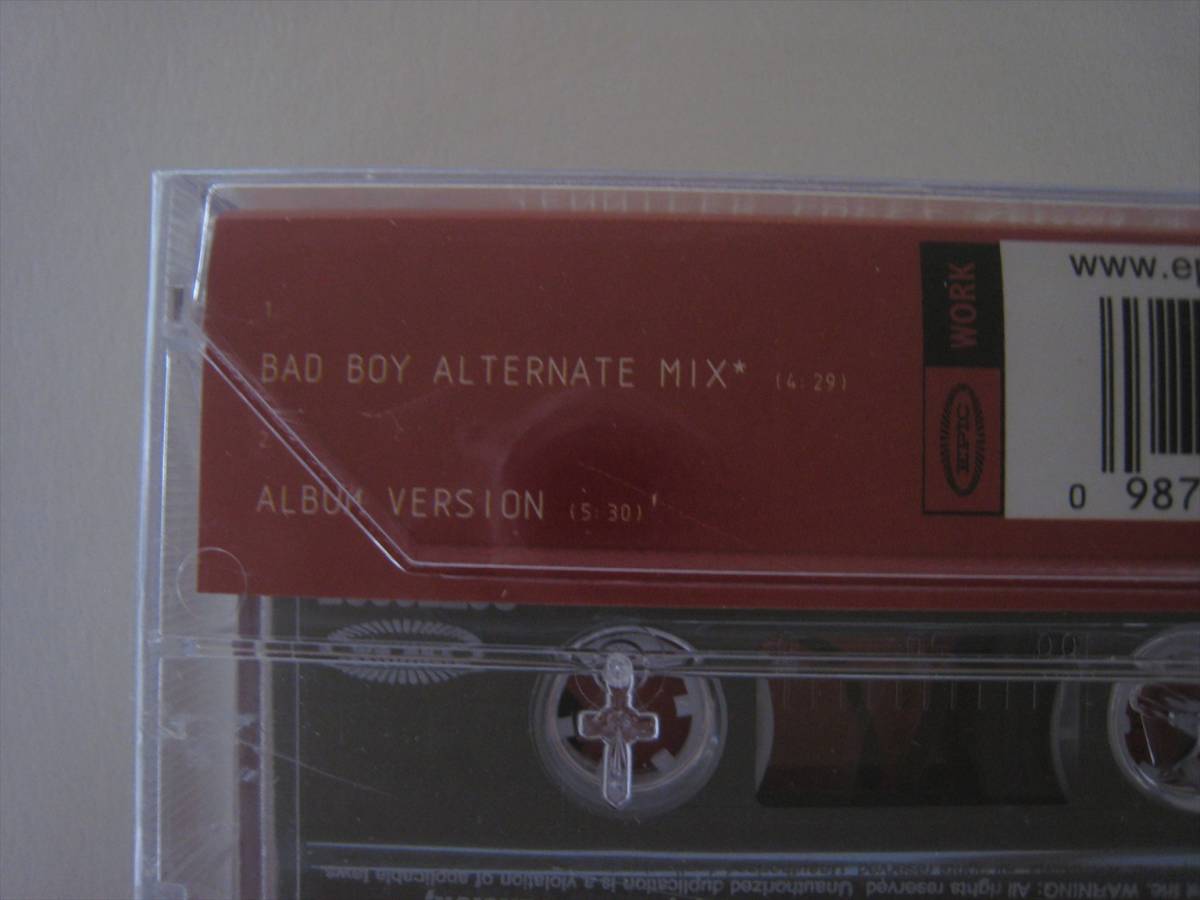 1
BAD BOY ALTERNATE MIX* (4:29)
2
ALBUM VERSION (5:30)
WORK
EPIC
www.ep
0 987
WARNING: All rights reserved. Unauthorized duplication is a violation of applicable laws